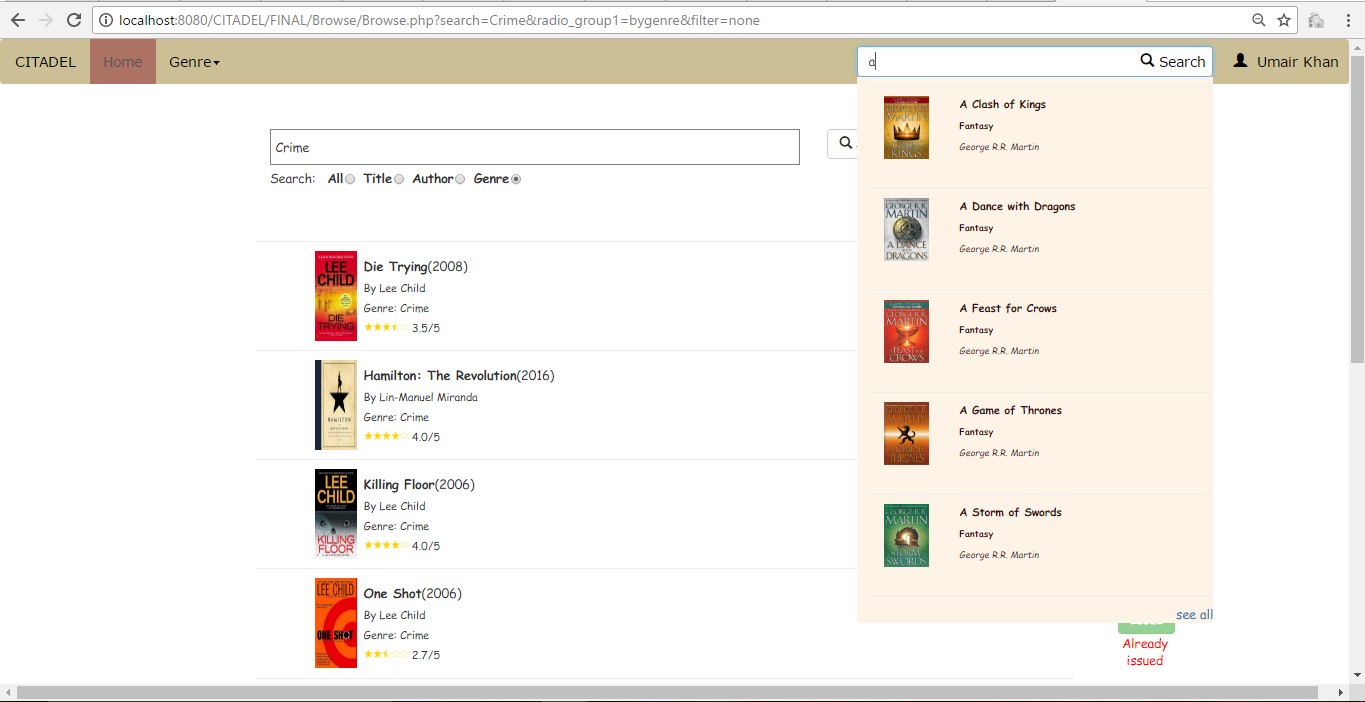 localhost:8080/CITADEL/FINAL/Browse/Browse.php?search=Crime&radio_group1=bygenre&filter=none
CITADEL Home Genre a Search Umair Khan
Crime
Search: All Title Author Genre
Die Trying(2008)
By Lee Child
Genre: Crime
3.5/5
Hamilton: The Revolution(2016)
By Lin-Manuel Miranda
Genre: Crime
4.0/5
Killing Floor(2006)
By Lee Child
Genre: Crime
4.0/5
One Shot(2006)
By Lee Child
Genre: Crime
2.7/5
LEE
CHILD
DIE
TRYING
HAMILTON
LEE
CHILD
KILLING
FLOOR
LEE CHILD
ONE SHOT
A Clash of Kings
Fantasy
George R.R. Martin
A Dance with Dragons
Fantasy
George R.R. Martin
A Feast for Crows
Fantasy
George R.R. Martin
A Game of Thrones
Fantasy
George R.R. Martin
A Storm of Swords
Fantasy
George R.R. Martin
GEORGE R.R.
MARTIN
A DANCE
WITH
DRAGONS
see all
Already
issued